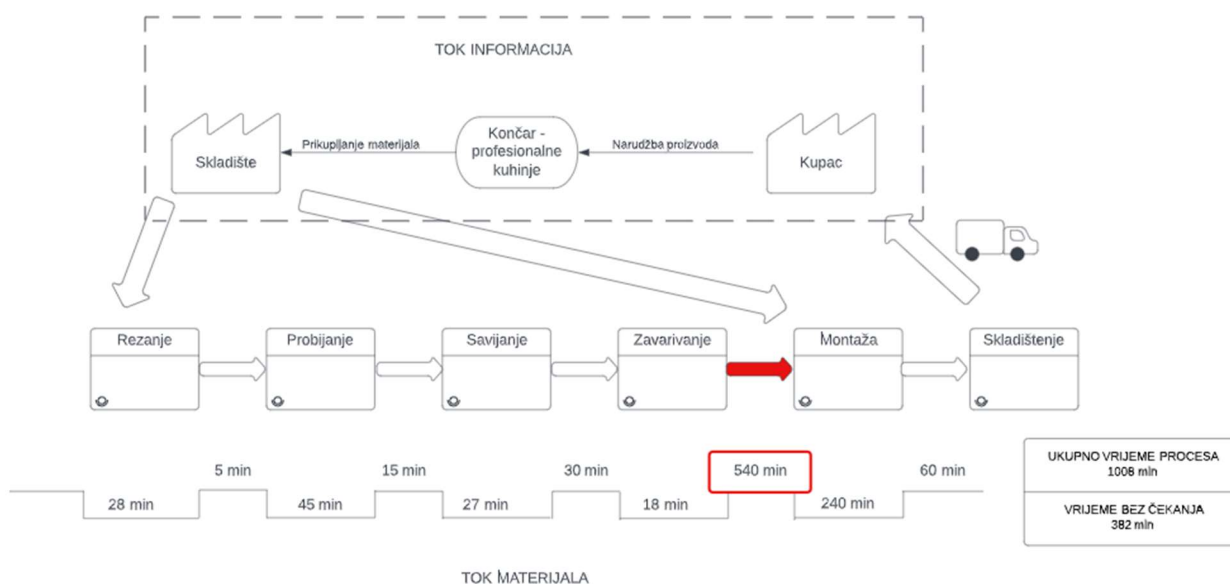 TOK INFORMACIJA
Skladište
Prikupljanje materijala
Končar -
profesionalne
kuhinje
Narudžba proizvoda
Kupac
Rezanje
Probijanje
Savijanje
Zavarivanje
Montaža
Skladištenje
5 min
15 min
30 min
540 min
60 min
28 min
45 min
27 min
18 min
240 min
UKUPNO VRIJEME PROCESA
1008 min
VRIJEME BEZ ČEKANJA
382 min
TOK MATERIJALA